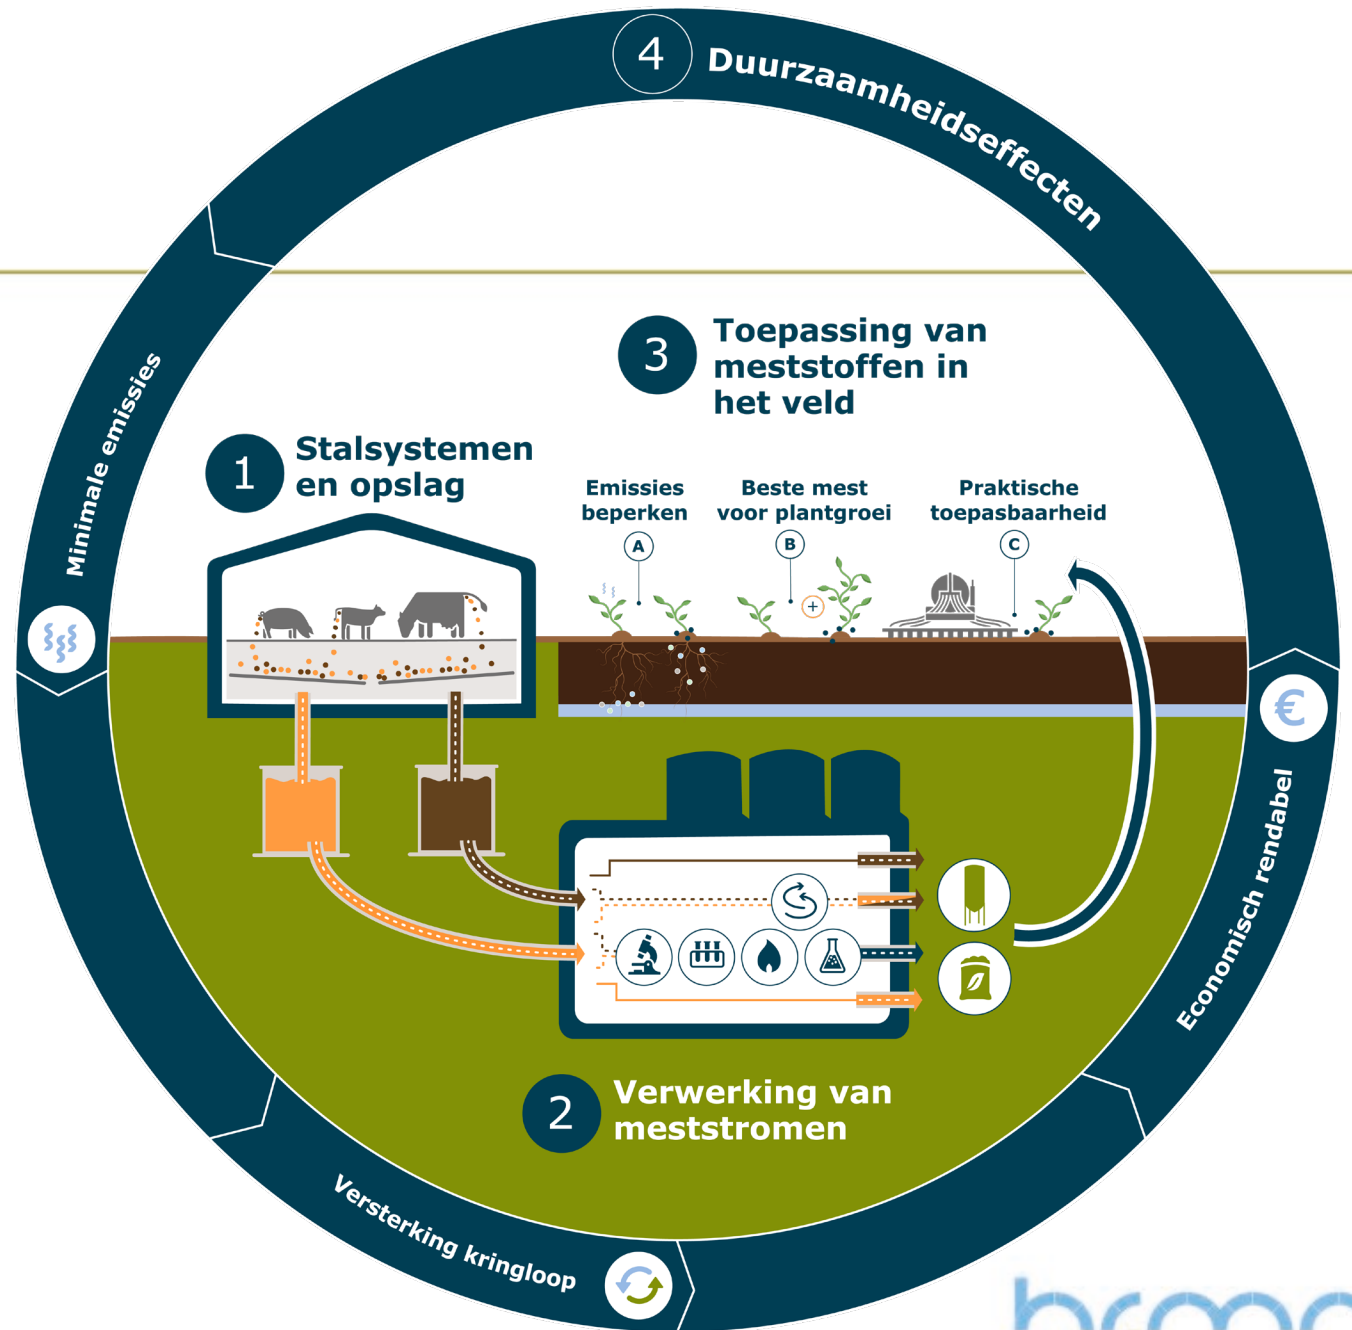 4 Duurzaamheidseffecten
Minimale emissies
3 Toepassing van
meststoffen in
het veld
1 Stalsystemen
en opslag
Emissies
beperken
A
Beste mest
voor plantgroei
B
Praktische
toepasbaarheid
C
+
€
Economisch rendabel
2 Verwerking van
meststromen
Versterking kringloop